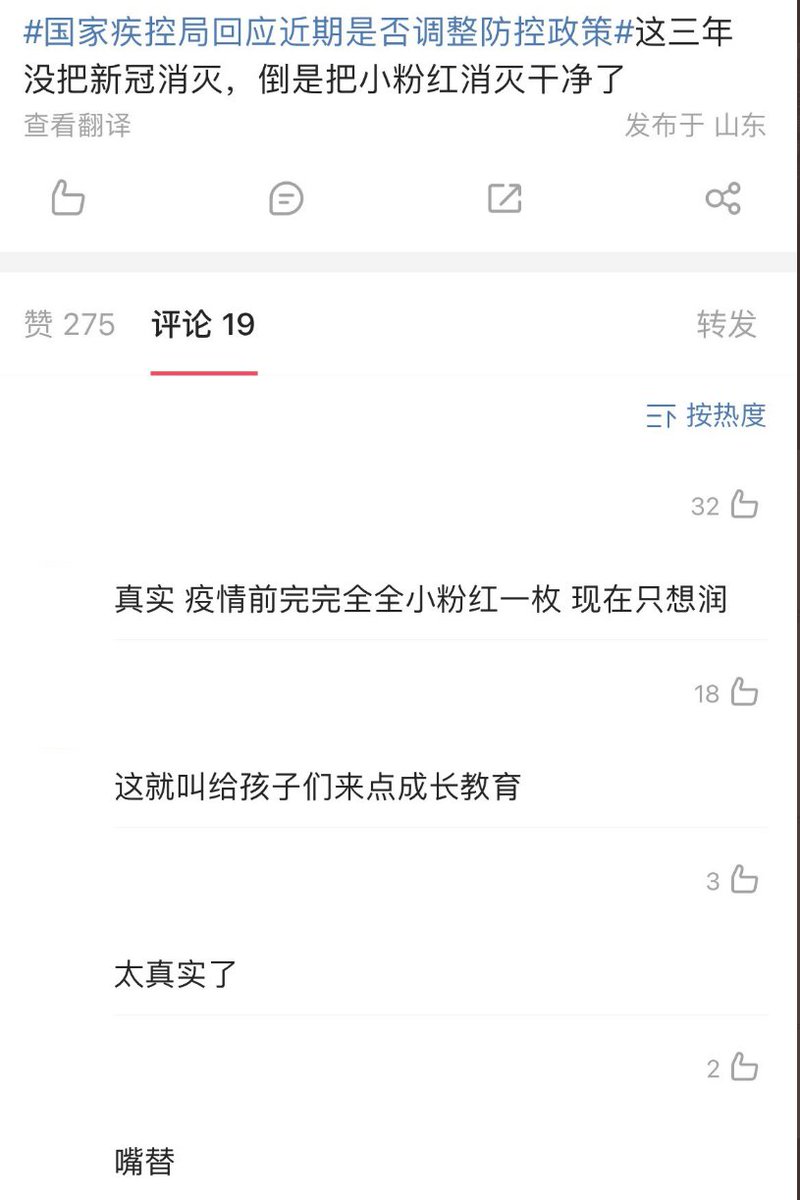 #国家疾控局回应近期是否调整防控政策#这三年
没把新冠消灭，倒是把小粉红消灭干净了
查看翻译
发布于 山东
赞 275
评论 19
转发
按热度
32
真实 疫情前完完全全小粉红一枚 现在只想润
18
这就叫给孩子们来点成长教育
3
太真实了
2
嘴替